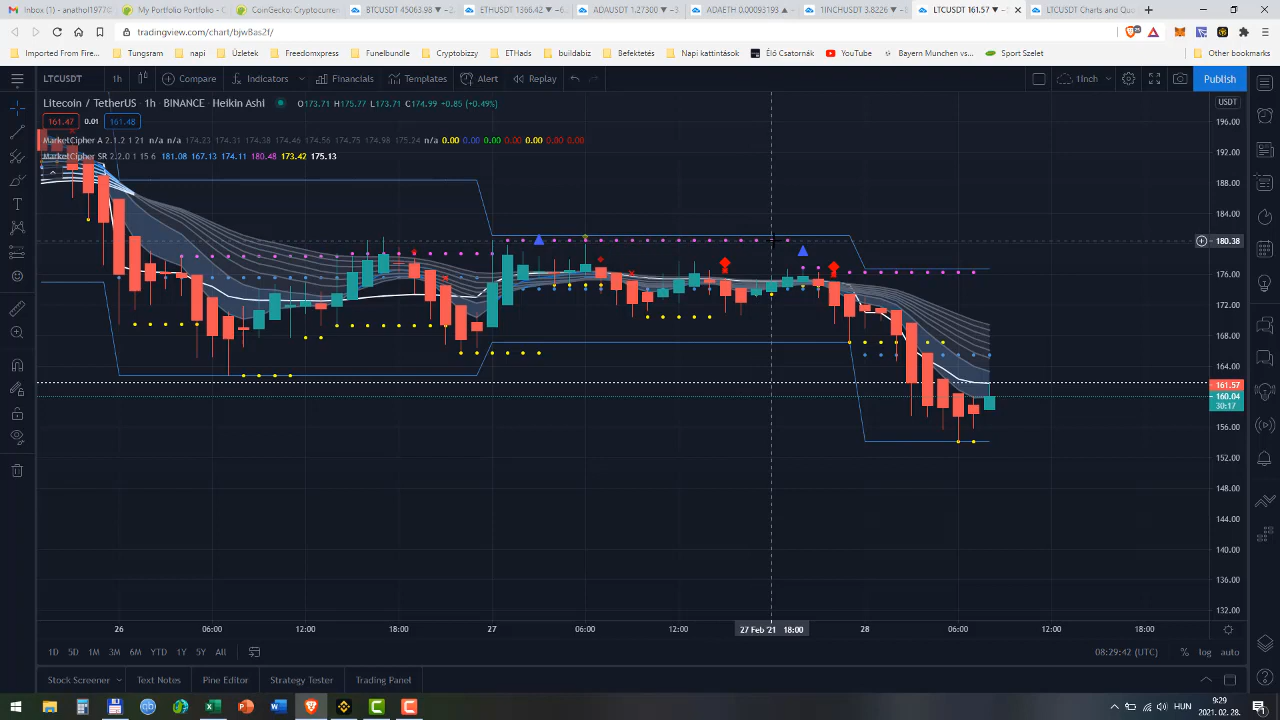 Inbox (1) - anathol1977@
My Portfolio Portfolio - C
CoinGecko: Cryptocurren
BTCUSDT 45063.98 ▼ −2.
ETHUSDT 1366.42 ▼ −6.
ADAUSDT 1.27300 ▼ −3.
ADAETH 0.00093193 ▲
1INCHUSDT 3.8226 ▼ −3
LTCUSDT 161.57 ▼ −
LTCUSDT Charts and Quo
tradingview.com/chart/bjwBas2f/
Imported From Fire...
Tungsram
napi
Üzletek
Freedomxpress
Funelbundle
Cryptobizzy
ETHaos
buildabiz
Befektetés
Napi kattintások
Élő Csatornák
YouTube
Bayern Munchen vs...
Sport Szelet
Other bookmarks
LTCUSDT
1h
Compare
Indicators
Financials
Templates
Alert
Replay
1Inch
Publish
Litecoin / TetherUS · 1h · BINANCE · Heikin Ashi
O173.71 H175.77 L173.71 C174.99 +0.85 (+0.49%)
USDT
161.47 0.01 161.48
MarketCipher A 2.1.2 1 21 n/a n/a 174.23 174.31 174.38 174.46 174.56 174.75 174.98 175.24 n/a 0.00 0.00 0.00 0.00 0.00 0.00 0.00
MarketCipher SR 2.2.0 1 15 6 181.08 167.13 174.11 180.48 173.42 175.13
196.00
192.00
188.00
184.00
180.38
176.00
172.00
168.00
164.00
161.57
160.04
30:17
156.00
152.00
148.00
144.00
140.00
136.00
132.00
26
06:00
12:00
18:00
27
06:00
12:00
27 Feb '21 18:00
28
06:00
12:00
18:00
1D 5D 1M 3M 6M YTD 1Y 5Y All
08:29:42 (UTC)
% log auto
Stock Screener
Text Notes
Pine Editor
Strategy Tester
Trading Panel
HUN
9:29
2021. 02. 28.